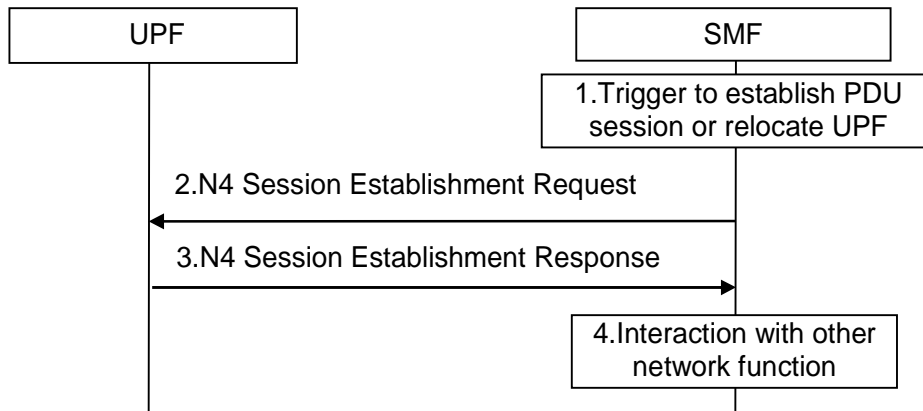 UPF
SMF
1.Trigger to establish PDU
session or relocate UPF
2.N4 Session Establishment Request
3.N4 Session Establishment Response
4.Interaction with other
network function